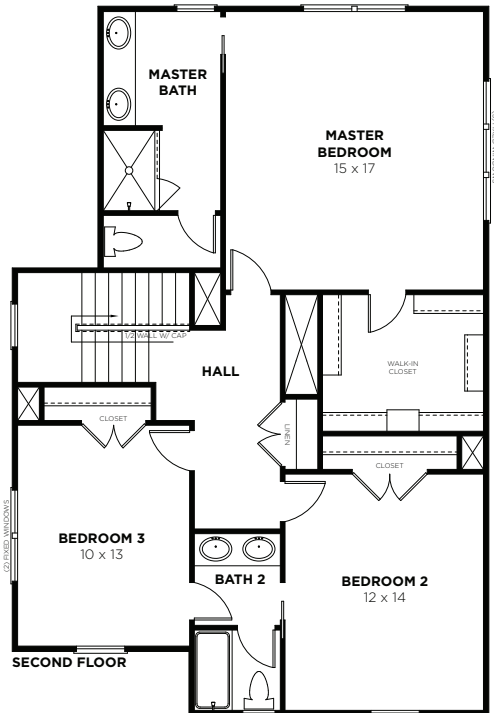 MASTER
BATH
MASTER
BEDROOM
15 x 17
1/2 WALL W/ CAP
HALL
WALK-IN
CLOSET
CLOSET
LINEN
CLOSET
(2) FIXED WINDOWS
BEDROOM 3
10 x 13
BATH 2
BEDROOM 2
12 x 14
SECOND FLOOR